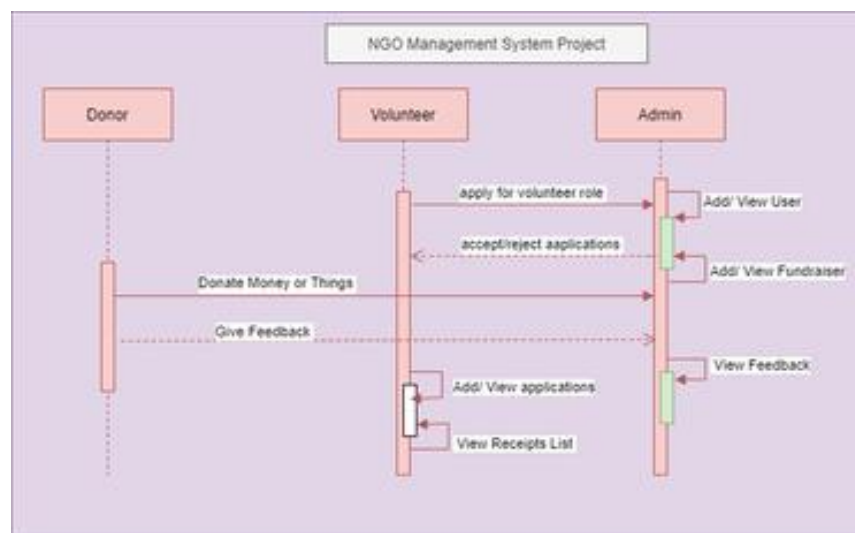 NGO Management System Project
Donor
Volunteer
Admin
apply for volunteer role
Add/ View User
accept/reject aaplications
Add/ View Fundraiser
Donate Money or Things
Give Feedback
View Feedback
Add/ View applications
View Receipts List